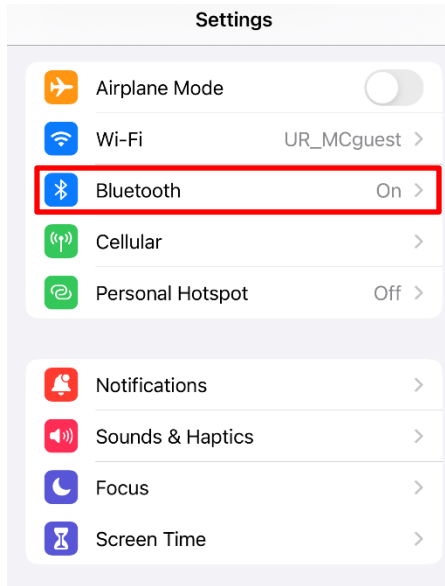 Settings
Airplane Mode
Wi-Fi UR_MCguest
Bluetooth On
Cellular
Personal Hotspot Off
Notifications
Sounds & Haptics
Focus
Screen Time